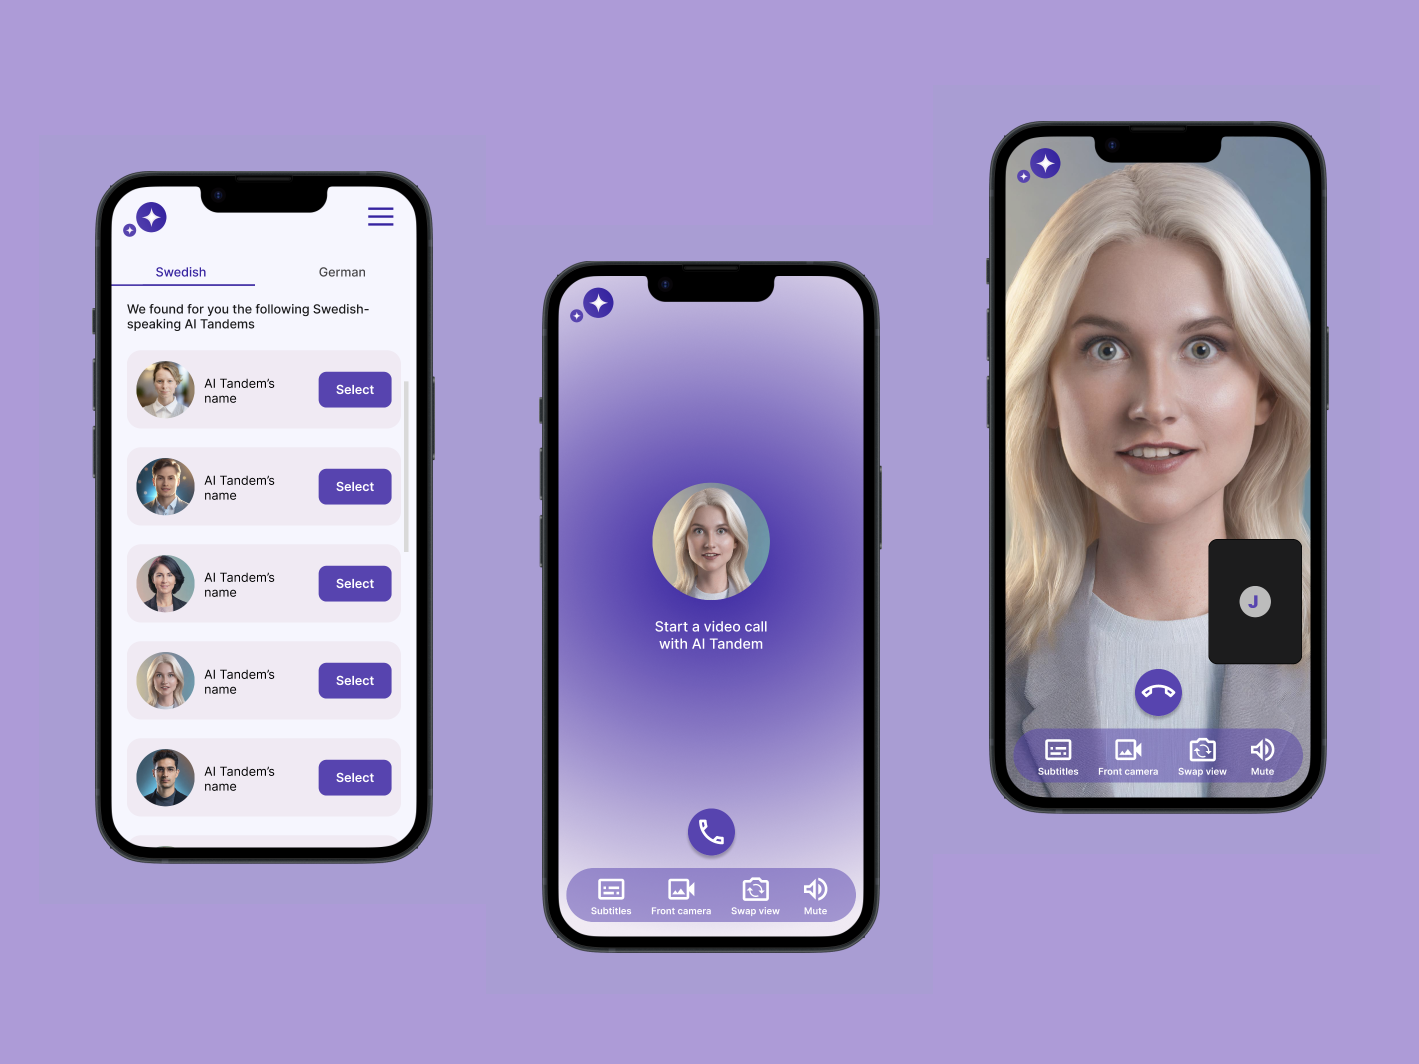 Swedish
German
We found for you the following Swedish-
speaking AI Tandems
AI Tandem's
name
Select
AI Tandem's
name
Select
AI Tandem's
name
Select
AI Tandem's
name
Select
AI Tandem's
name
Select
Start a video call
with AI Tandem
Subtitles
Front camera
Swap view
Mute
J
Subtitles
Front camera
Swap view
Mute